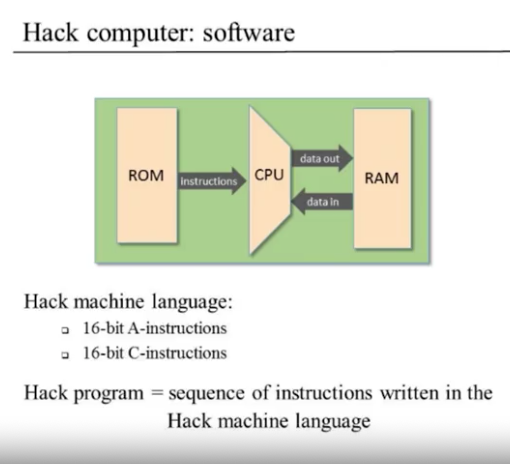 Hack computer: software
ROM
instructions
CPU
data out
data in
RAM
Hack machine language:
16-bit A-instructions
16-bit C-instructions
Hack program = sequence of instructions written in the
Hack machine language